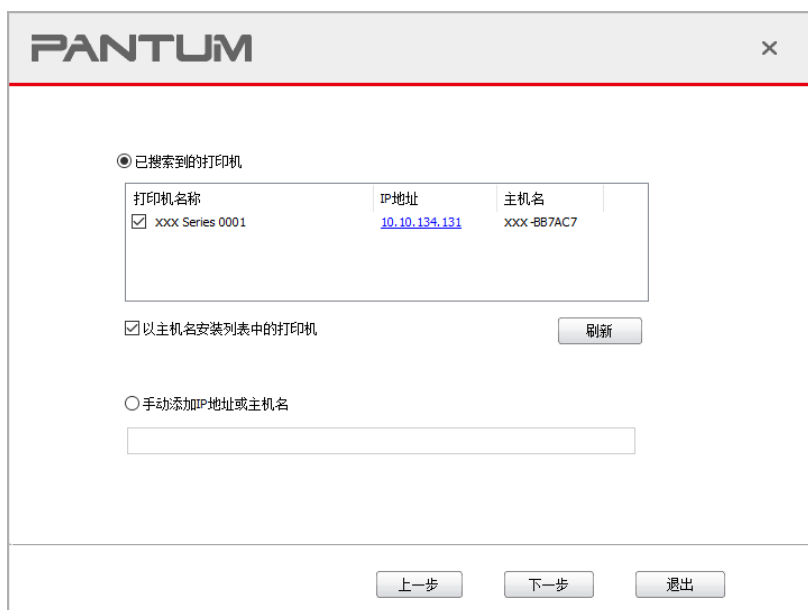 PANTUM
已搜索到的打印机
打印机名称 IP地址 主机名
XXX Series 0001 10.10.134.131 XXX-BB7AC7
以主机名安装列表中的打印机 刷新
手动添加IP地址或主机名
上一步 下一步 退出